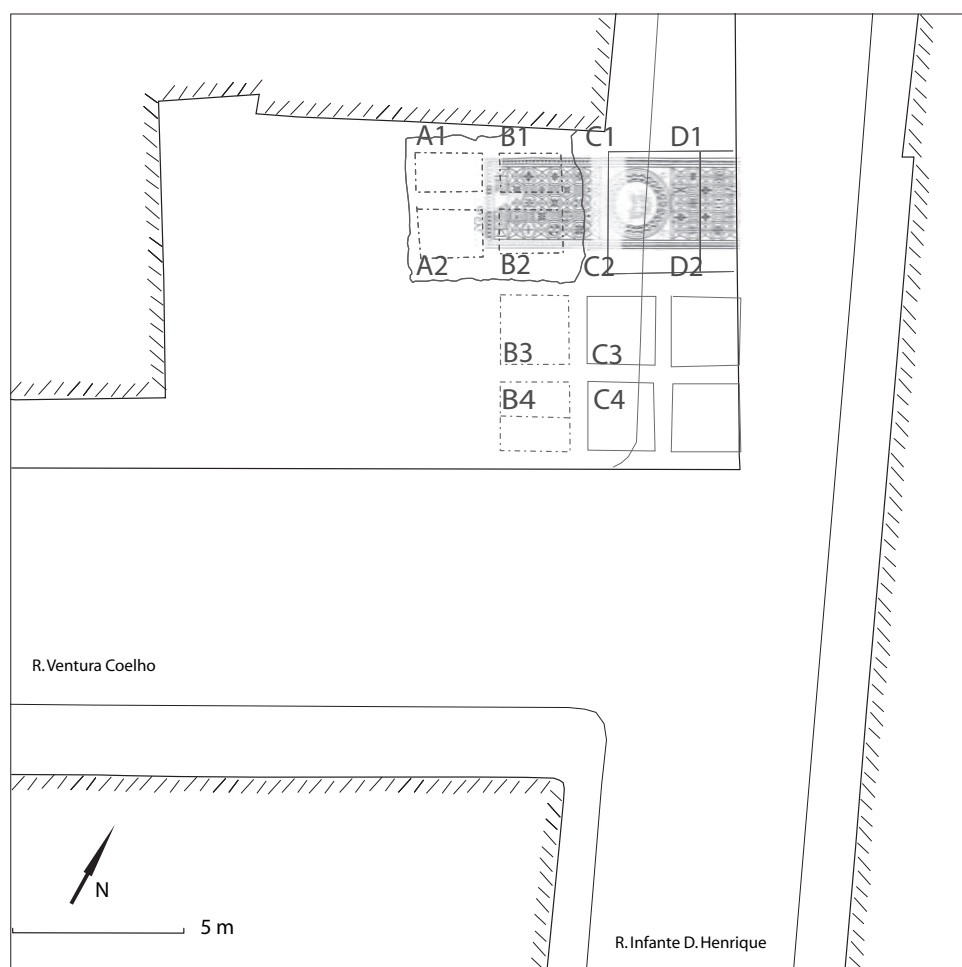 A1 B1 C1 D1
A2 B2 C2 D2
B3 C3
B4 C4
R. Ventura Coelho
N
5 m
R. Infante D. Henrique